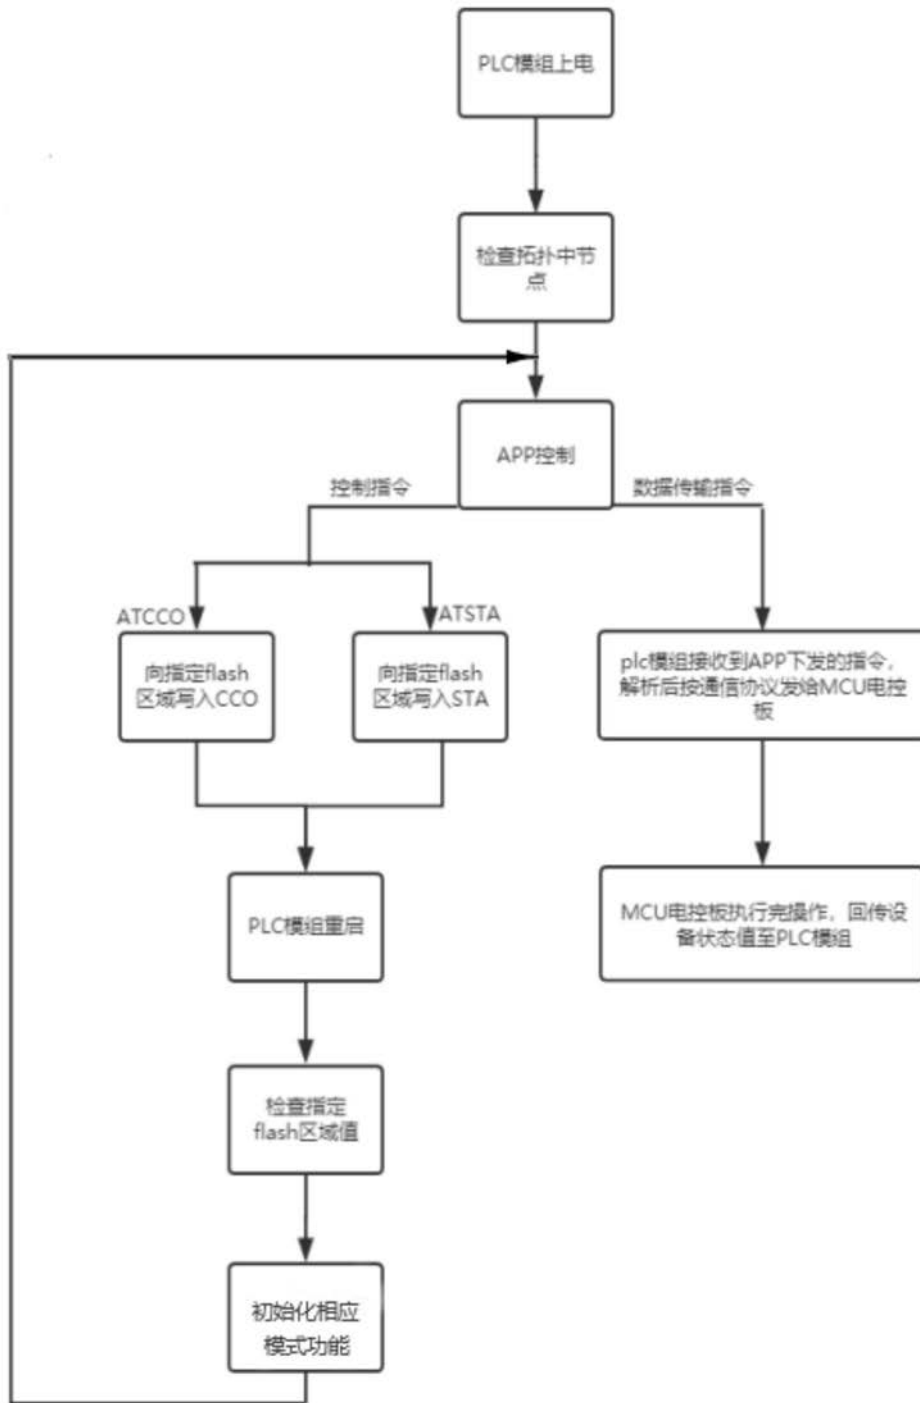 PLC模组上电
检查拓扑中节
点
APP控制
控制指令
数据传输指令
ATCCO
ATSTA
向指定flash
区域写入CCO
向指定flash
区域写入STA
plc模组接收到APP下发的指令，
解析后按通信协议发给MCU电控
板
PLC模组重启
MCU电控板执行完操作，回传设
备状态值至PLC模组
检查指定
flash区域值
初始化相应
模式功能